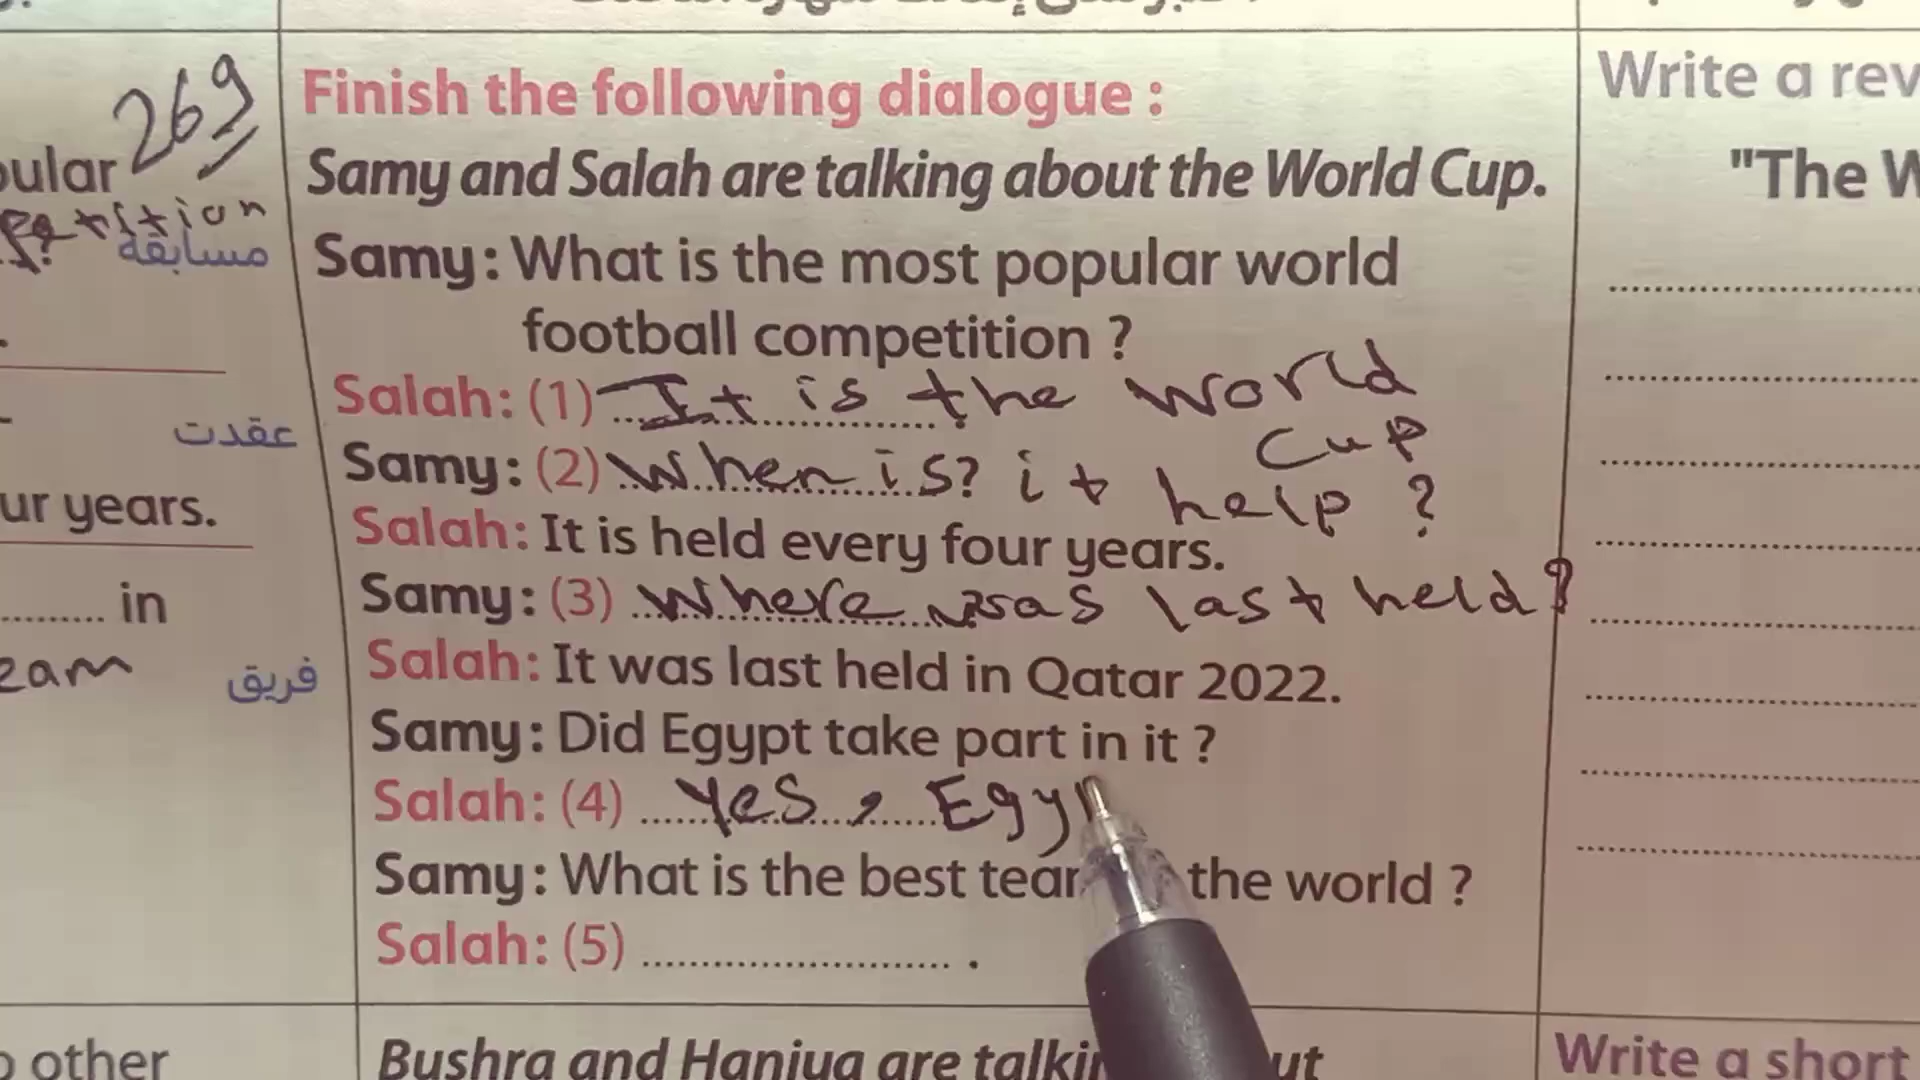 269
Finish the following dialogue :
Write a rev
Samy and Salah are talking about the World Cup.
"The W
مسابقة
Samy: What is the most popular world
football competition ?
Salah: (1) It is the World
Cup
عقدت
Samy: (2) When is? it help ?
ur years.
Salah: It is held every four years.
in
Samy: (3) Where was last held?
فريق
Salah: It was last held in Qatar 2022.
Samy: Did Egypt take part in it ?
Salah: (4) Yes, Egy
Samy: What is the best tear the world ?
Salah: (5)
other
Bushra and Haniya are talki ut
Write a short